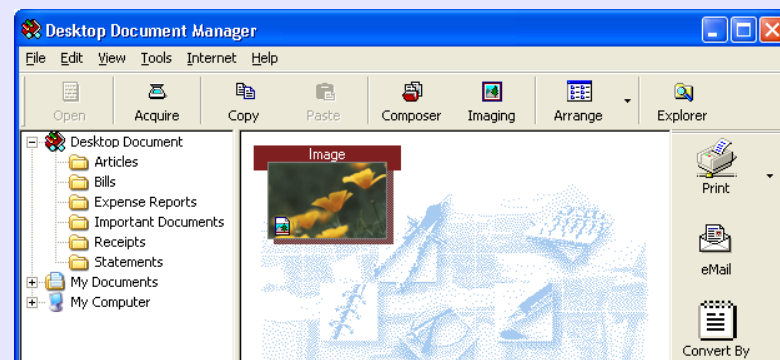 Desktop Document Manager
File Edit View Tools Internet Help
Open Acquire Copy Paste Composer Imaging Arrange Explorer
Desktop Document
Articles
Bills
Expense Reports
Important Documents
Receipts
Statements
My Documents
My Computer
Image
Print
eMail
Convert By